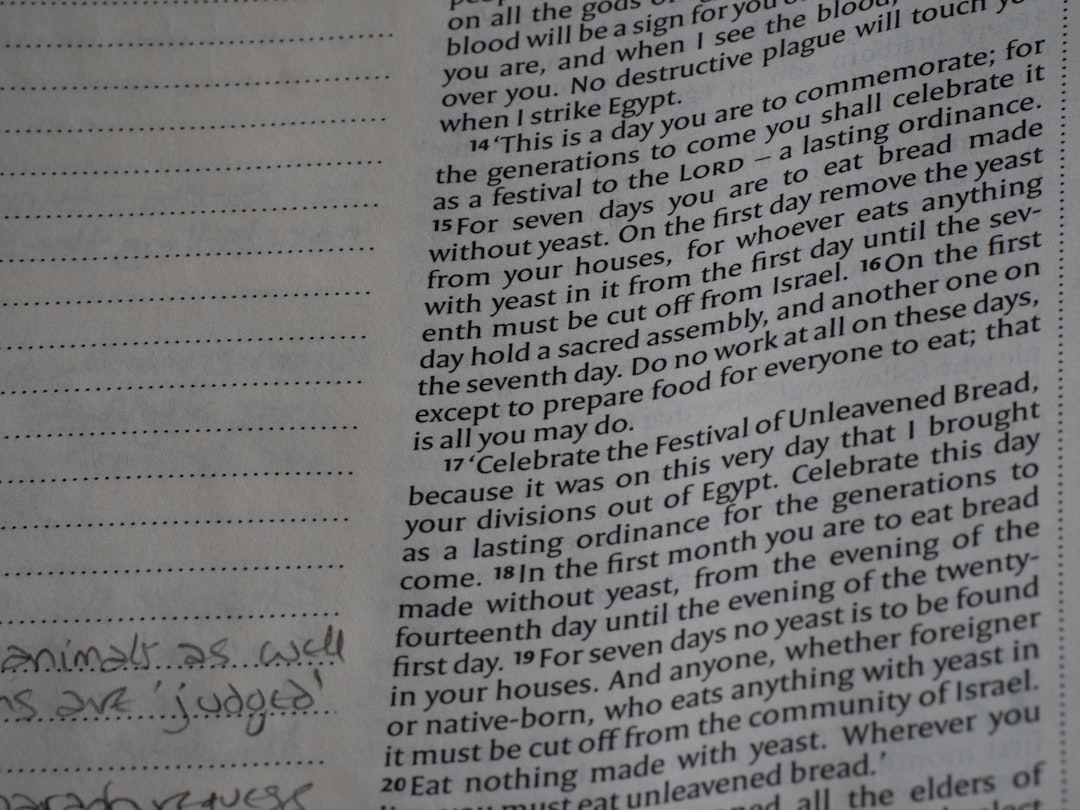 on all the gods
blood will be a sign for you
you are, and when I see the blood,
over you. No destructive plague will touch
when I strike Egypt.
14 ‘This is a day you are to commemorate; for
the generations to come you shall celebrate it
as a festival to the LORD – a lasting ordinance.
15 For seven days you are to eat bread made
without yeast. On the first day remove the yeast
from your houses, for whoever eats anything
with yeast in it from the first day until the sev-
enth must be cut off from Israel. 16 On the first
day hold a sacred assembly, and another one on
the seventh day. Do no work at all on these days,
except to prepare food for everyone to eat; that
is all you may do.
17 ‘Celebrate the Festival of Unleavened Bread,
because it was on this very day that I brought
your divisions out of Egypt. Celebrate this day
as a lasting ordinance for the generations to
come. 18 In the first month you are to eat bread
made without yeast, from the evening of the
fourteenth day until the evening of the twenty-
first day. 19 For seven days no yeast is to be found
in your houses. And anyone, whether foreigner
or native-born, who eats anything with yeast in
it must be cut off from the community of Israel.
20 Eat nothing made with yeast. Wherever you
must eat unleavened bread.’
all the elders of
animals as well
are ‘judged’